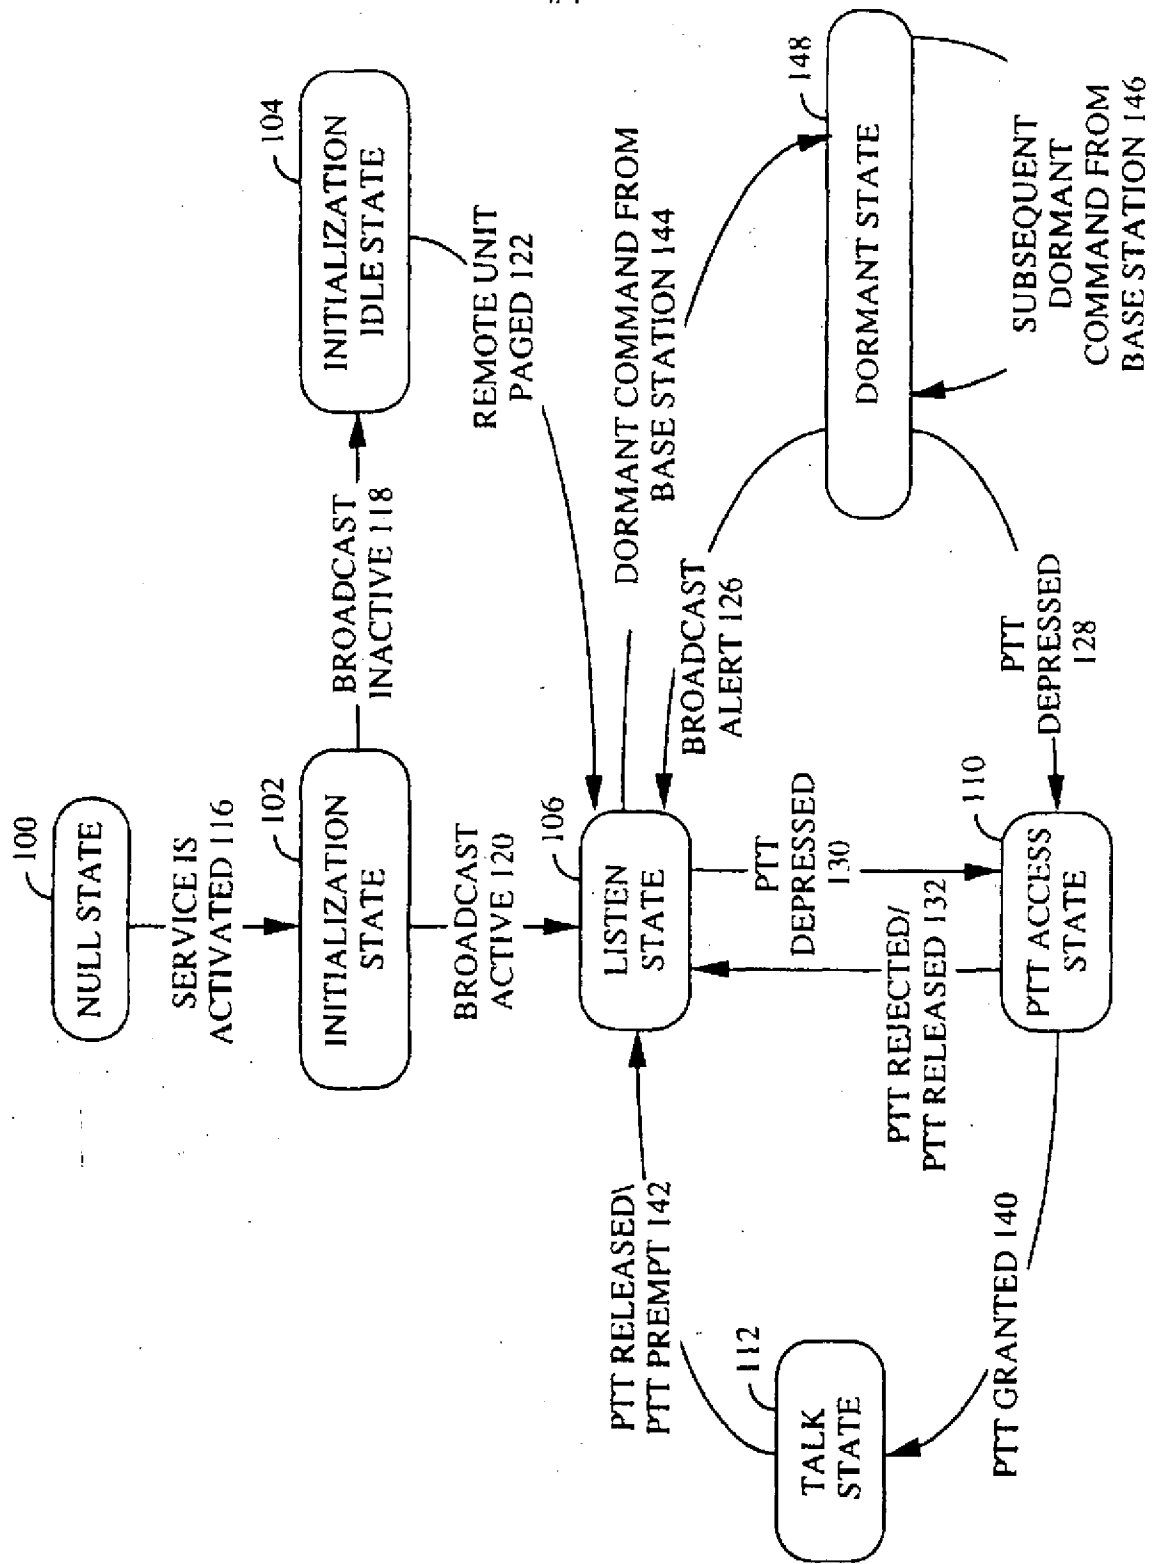 100
NULL STATE
SERVICE IS
ACTIVATED 116
102
INITIALIZATION
STATE
BROADCAST
INACTIVE 118
104
INITIALIZATION
IDLE STATE
BROADCAST
ACTIVE 120
REMOTE UNIT
PAGED 122
106
LISTEN
STATE
DORMANT COMMAND FROM
BASE STATION 144
148
DORMANT STATE
BROADCAST
ALERT 126
SUBSEQUENT
DORMANT
COMMAND FROM
BASE STATION 146
PTT RELEASED\
PTT PREMPT 142
PTT
DEPRESSED
130
PTT REJECTED/
PTT RELEASED 132
PTT
DEPRESSED
128
110
PTT ACCESS
STATE
112
TALK
STATE
PTT GRANTED 140